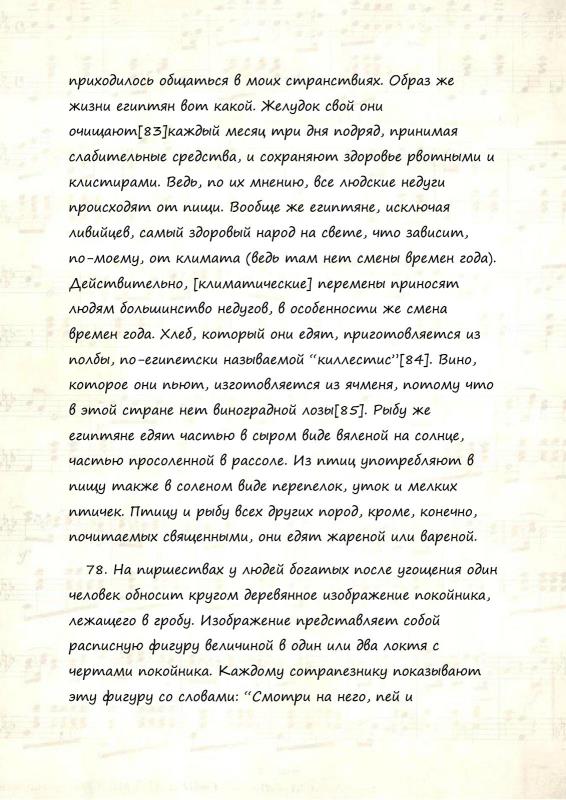 приходилось общаться в моих странствиях. Образ же
жизни египтян вот какой. Желудок свой они
очищают[83]каждый месяц три дня подряд, принимая
слабительные средства, и сохраняют здоровье рвотными и
клистирами. Ведь, по их мнению, все людские недуги
происходят от пищи. Вообще же египтяне, исключая
ливийцев, самый здоровый народ на свете, что зависит,
по-моему, от климата (ведь там нет смены времен года).
Действительно, [климатические] перемены приносят
людям большинство недугов, в особенности же смена
времен года. Хлеб, который они едят, приготовляется из
полбы, по-египетски называемой “киллестис”[84]. Вино,
которое они пьют, изготовляется из ячменя, потому что
в этой стране нет виноградной лозы[85]. Рыбу же
египтяне едят частью в сыром виде вяленой на солнце,
частью просоленной в рассоле. Из птиц употребляют в
пищу также в соленом виде перепелок, уток и мелких
птичек. Птицу и рыбу всех других пород, кроме, конечно,
почитаемых священными, они едят жареной или вареной.
78. На пиршествах у людей богатых после угощения один
человек обносит кругом деревянное изображение покойника,
лежащего в гробу. Изображение представляет собой
расписную фигуру величиной в один или два локтя с
чертами покойника. Каждому сотрапезнику показывают
эту фигуру со словами: “Смотри на него, пей и